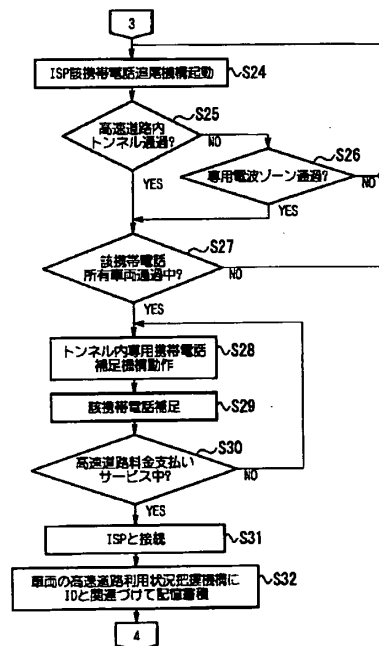 3
ISP該携帯電話追尾機構起動
S24
高速道路内
トンネル通過?
S25
NO
YES
専用電波ゾーン通過?
S26
NO
YES
該携帯電話
所有車両通過中?
S27
NO
YES
トンネル内専用携帯電話
補足機構動作
S28
該携帯電話補足
S29
高速道路料金支払い
サービス中?
S30
NO
YES
ISPと接続
S31
車両の高速道路利用状況把握機構に
IDと関連づけて記憶蓄積
S32
4